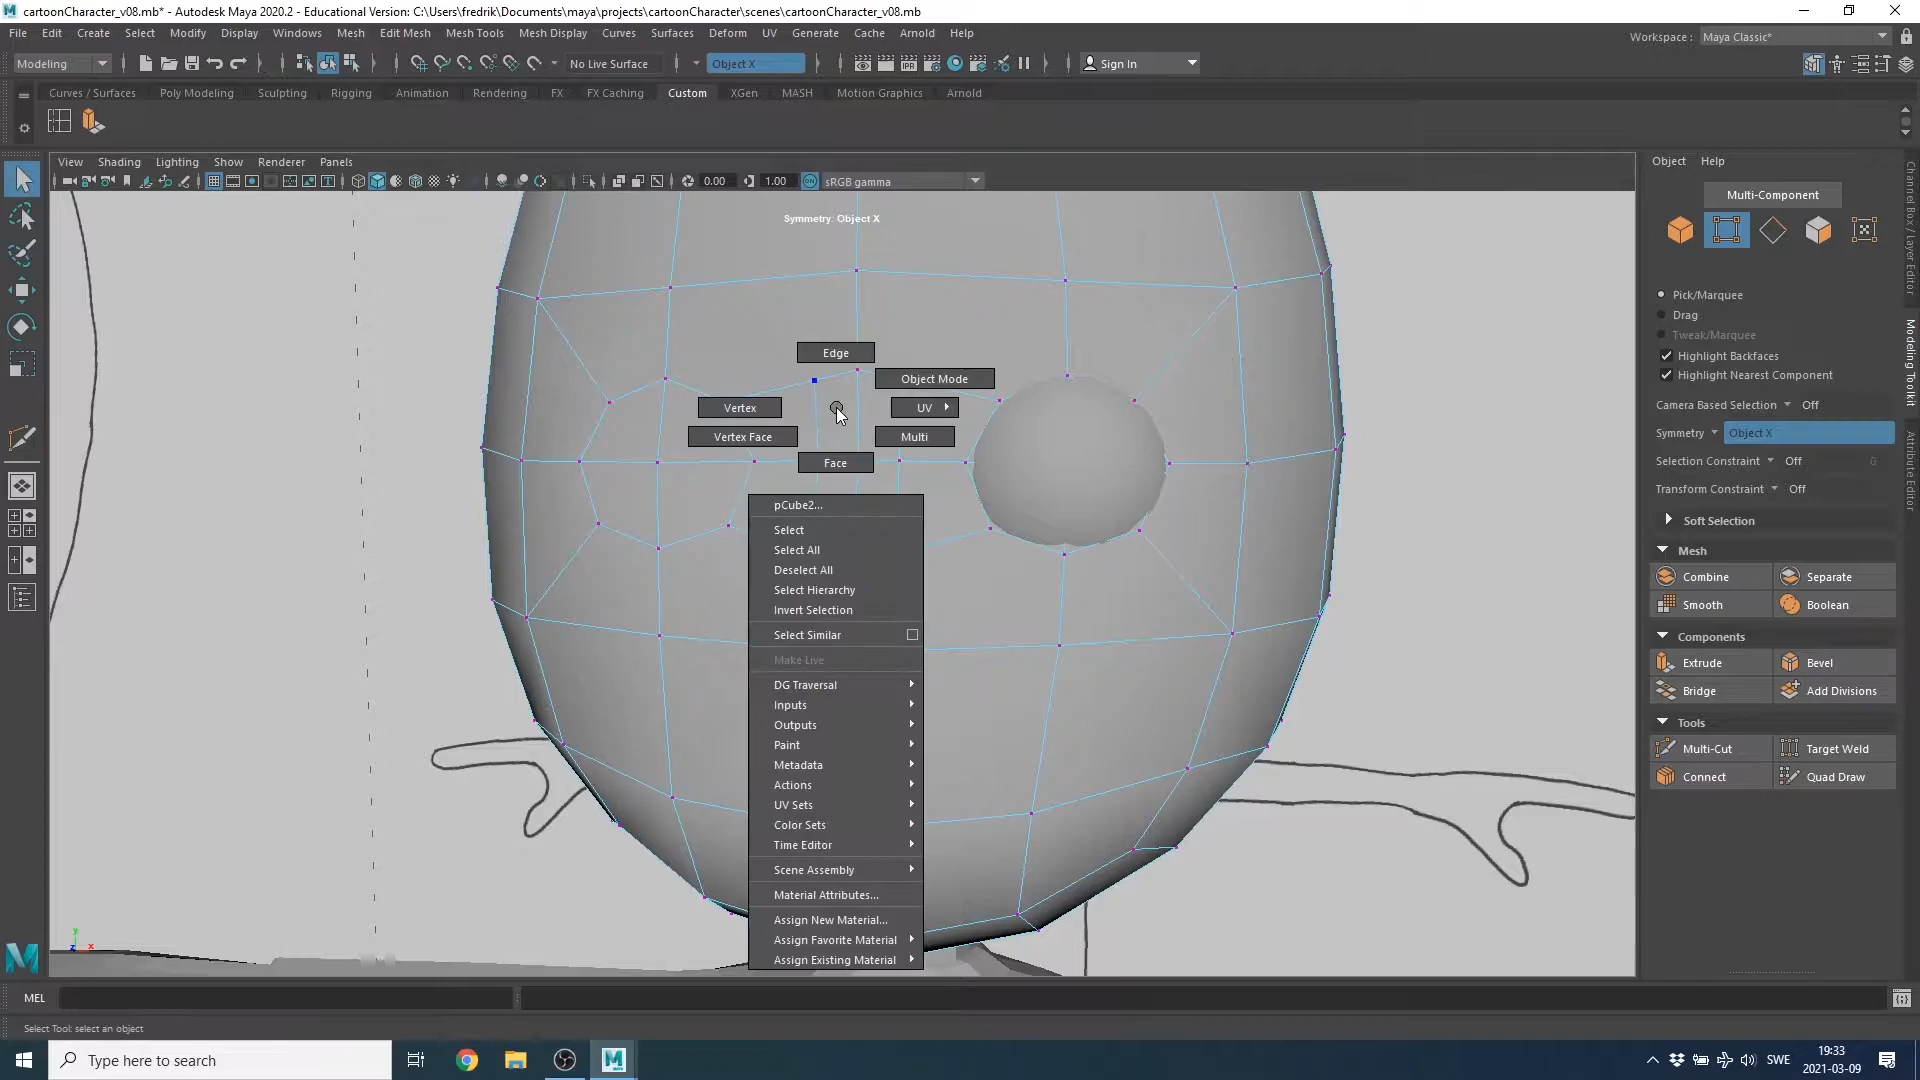 cartoonCharacter_v08.mb* - Autodesk Maya 2020.2 - Educational Version: C:\Users\fredrik\Documents\maya\projects\cartoonCharacter\scenes\cartoonCharacter_v08.mb
File Edit Create Select Modify Display Windows Mesh Edit Mesh Mesh Tools Mesh Display Curves Surfaces Deform UV Generate Cache Arnold Help
Workspace : Maya Classic*
Modeling No Live Surface Object X IPR Sign In
Curves / Surfaces Poly Modeling Sculpting Rigging Animation Rendering FX FX Caching Custom XGen MASH Motion Graphics Arnold
View Shading Lighting Show Renderer Panels
0.00 1.00 ON sRGB gamma
Symmetry: Object X
Edge
Object Mode
Vertex
UV
Vertex Face
Multi
Face
pCube2...
Select
Select All
Deselect All
Select Hierarchy
Invert Selection
Select Similar
Make Live
DG Traversal
Inputs
Outputs
Paint
Metadata
Actions
UV Sets
Color Sets
Time Editor
Scene Assembly
Material Attributes...
Assign New Material...
Assign Favorite Material
Assign Existing Material
y
z x
Object Help
Multi-Component
Pick/Marquee
Drag
Tweak/Marquee
Highlight Backfaces
Highlight Nearest Component
Camera Based Selection Off
Symmetry Object X
Selection Constraint Off 0
Transform Constraint Off
Soft Selection
Mesh
Combine Separate
Smooth Boolean
Components
Extrude Bevel
Bridge Add Divisions
Tools
Multi-Cut Target Weld
Connect Quad Draw
Channel Box / Layer Editor
Modeling Toolkit
Attribute Editor
MEL
Select Tool: select an object
Type here to search
SWE
19:33
2021-03-09